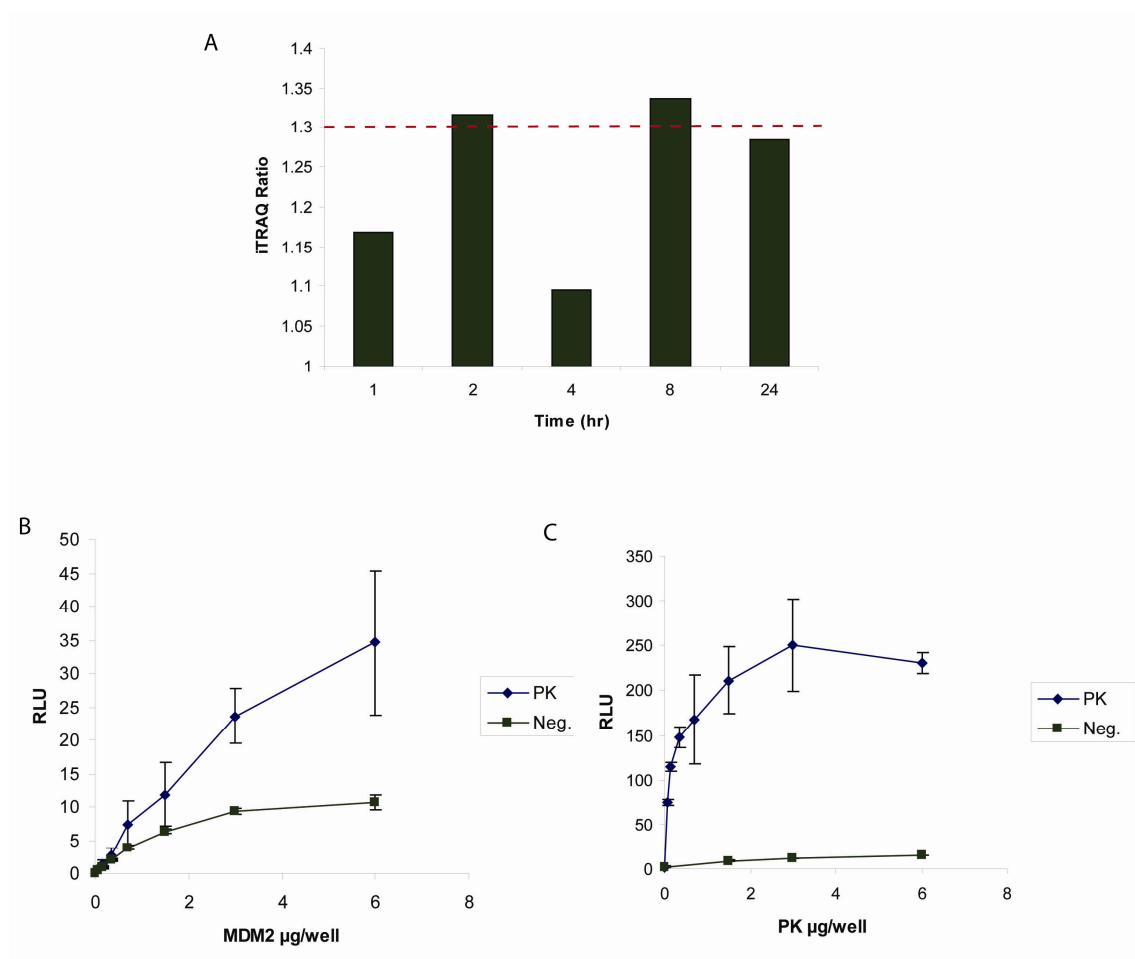 A
1.4
1.35
1.3
1.25
1.2
1.15
1.1
1.05
1
iTRAQ Ratio
1 2 4 8 24
Time (hr)
B
50
45
40
35
30
25
20
15
10
5
0
RLU
0 2 4 6 8
MDM2 µg/well
PK
Neg.
C
350
300
250
200
150
100
50
0
RLU
0 2 4 6 8
PK µg/well
PK
Neg.